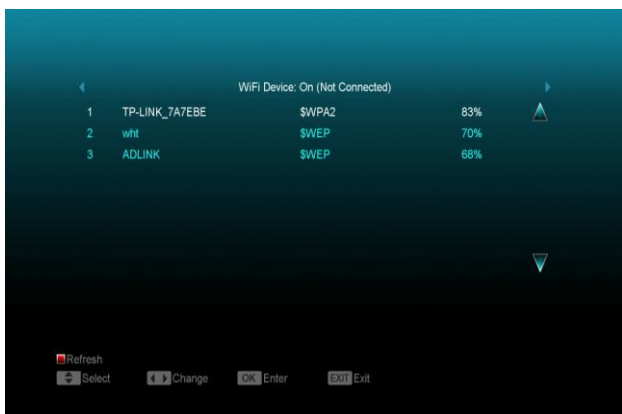 WiFi Device: On (Not Connected)
1 TP-LINK_7A7EBE $WPA2 83%
2 wht $WEP 70%
3 ADLINK $WEP 68%
Refresh
Select Change OK Enter EXIT Exit